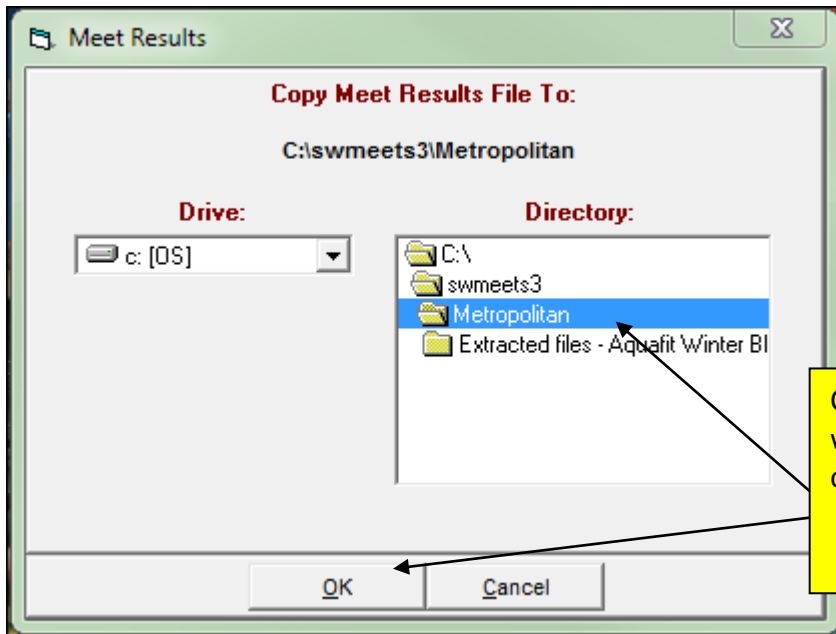 Meet Results
Copy Meet Results File To:
C:\swmeets3\Metropolitan
Drive:
Directory:
c: [OS]
C:\
swmeets3
Metropolitan
Extracted files - Aquafit Winter Bl
OK
Cancel